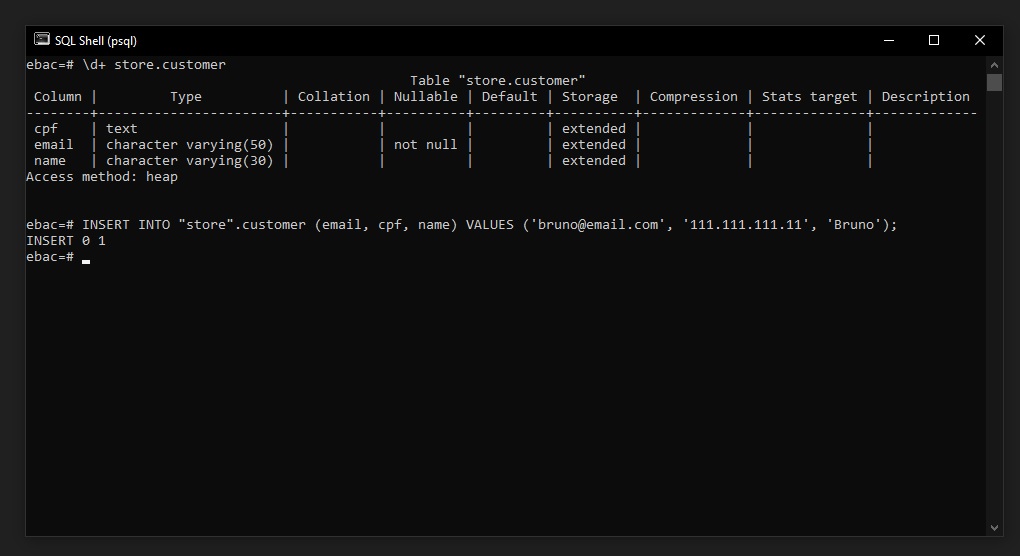 SQL Shell (psql)
ebac=# \d+ store.customer
                                                Table "store.customer"
 Column |         Type          | Collation | Nullable | Default | Storage  | Compression | Stats target | Description
--------+-----------------------+-----------+----------+---------+----------+-------------+--------------+-------------
 cpf    | text                  |           |          |         | extended |             |              |
 email  | character varying(50) |           | not null |         | extended |             |              |
 name   | character varying(30) |           |          |         | extended |             |              |
Access method: heap
ebac=# INSERT INTO "store".customer (email, cpf, name) VALUES ('bruno@email.com', '111.111.111.11', 'Bruno');
INSERT 0 1
ebac=#